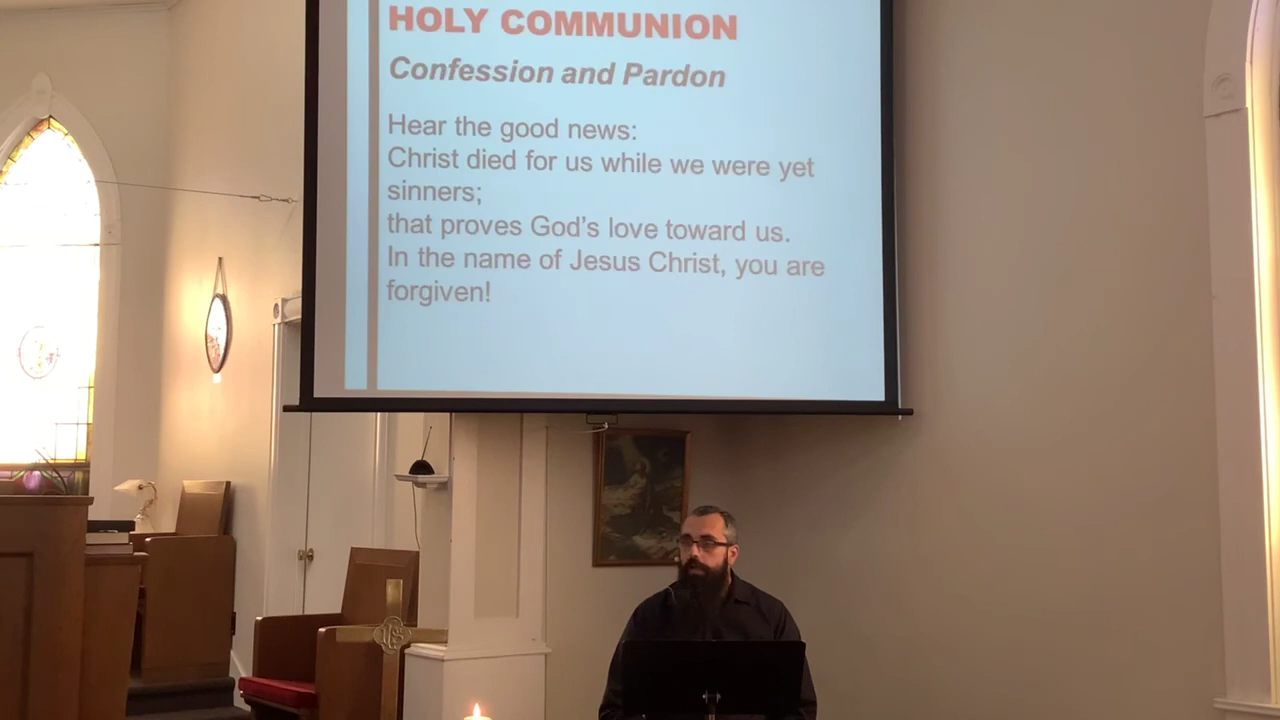 HOLY COMMUNION
Confession and Pardon
Hear the good news:
Christ died for us while we were yet
sinners;
that proves God's love toward us.
In the name of Jesus Christ, you are
forgiven!
IHS